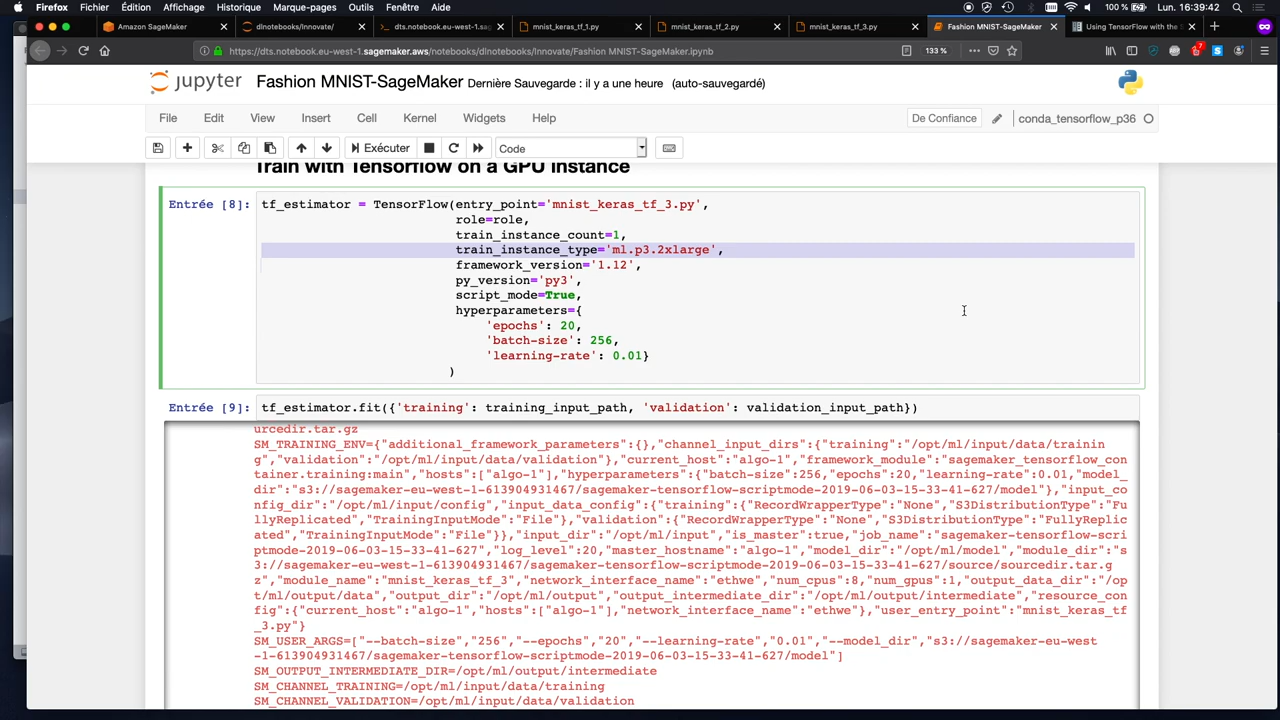 Firefox Fichier Édition Affichage Historique Marque-pages Outils Fenêtre Aide 100 % Lun. 3 juin 16:39:42
Amazon SageMaker
dlnotebooks/Innovate/
dts.notebook.eu-west-1.sag
mnist_keras_tf_1.py
mnist_keras_tf_2.py
mnist_keras_tf_3.py
Fashion MNIST-SageMaker
Using TensorFlow with the S
https://dts.notebook.eu-west-1.sagemaker.aws/notebooks/dlnotebooks/Innovate/Fashion MNIST-SageMaker.ipynb
133 %
jupyter Fashion MNIST-SageMaker Dernière Sauvegarde : il y a une heure (auto-sauvegardé)
File Edit View Insert Cell Kernel Widgets Help De Confiance conda_tensorflow_p36
Exécuter Code
Train with Tensorflow on a GPU instance
Entrée [8]: tf_estimator = TensorFlow(entry_point='mnist_keras_tf_3.py',
role=role,
train_instance_count=1,
train_instance_type='ml.p3.2xlarge',
framework_version='1.12',
py_version='py3',
script_mode=True,
hyperparameters={
'epochs': 20,
'batch-size': 256,
'learning-rate': 0.01}
)
Entrée [9]: tf_estimator.fit({'training': training_input_path, 'validation': validation_input_path})
urcedir.tar.gz
SM_TRAINING_ENV={"additional_framework_parameters":{},"channel_input_dirs":{"training":"/opt/ml/input/data/trainin
g","validation":"/opt/ml/input/data/validation"},"current_host":"algo-1","framework_module":"sagemaker_tensorflow_con
tainer.training:main","hosts":["algo-1"],"hyperparameters":{"batch-size":256,"epochs":20,"learning-rate":0.01,"model_
dir":"s3://sagemaker-eu-west-1-613904931467/sagemaker-tensorflow-scriptmode-2019-06-03-15-33-41-627/model"},"input_co
nfig_dir":"/opt/ml/input/config","input_data_config":{"training":{"RecordWrapperType":"None","S3DistributionType":"Fu
llyReplicated","TrainingInputMode":"File"},"validation":{"RecordWrapperType":"None","S3DistributionType":"FullyReplic
ated","TrainingInputMode":"File"}},"input_dir":"/opt/ml/input","is_master":true,"job_name":"sagemaker-tensorflow-scri
ptmode-2019-06-03-15-33-41-627","log_level":20,"master_hostname":"algo-1","model_dir":"/opt/ml/model","module_dir":"s
3://sagemaker-eu-west-1-613904931467/sagemaker-tensorflow-scriptmode-2019-06-03-15-33-41-627/source/sourcedir.tar.g
z","module_name":"mnist_keras_tf_3","network_interface_name":"ethwe","num_cpus":8,"num_gpus":1,"output_data_dir":"/op
t/ml/output/data","output_dir":"/opt/ml/output","output_intermediate_dir":"/opt/ml/output/intermediate","resource_con
fig":{"current_host":"algo-1","hosts":["algo-1"],"network_interface_name":"ethwe"},"user_entry_point":"mnist_keras_tf
_3.py"}
SM_USER_ARGS=["--batch-size","256","--epochs","20","--learning-rate","0.01","--model_dir","s3://sagemaker-eu-west
-1-613904931467/sagemaker-tensorflow-scriptmode-2019-06-03-15-33-41-627/model"]
SM_OUTPUT_INTERMEDIATE_DIR=/opt/ml/output/intermediate
SM_CHANNEL_TRAINING=/opt/ml/input/data/training
SM_CHANNEL_VALIDATION=/opt/ml/input/data/validation